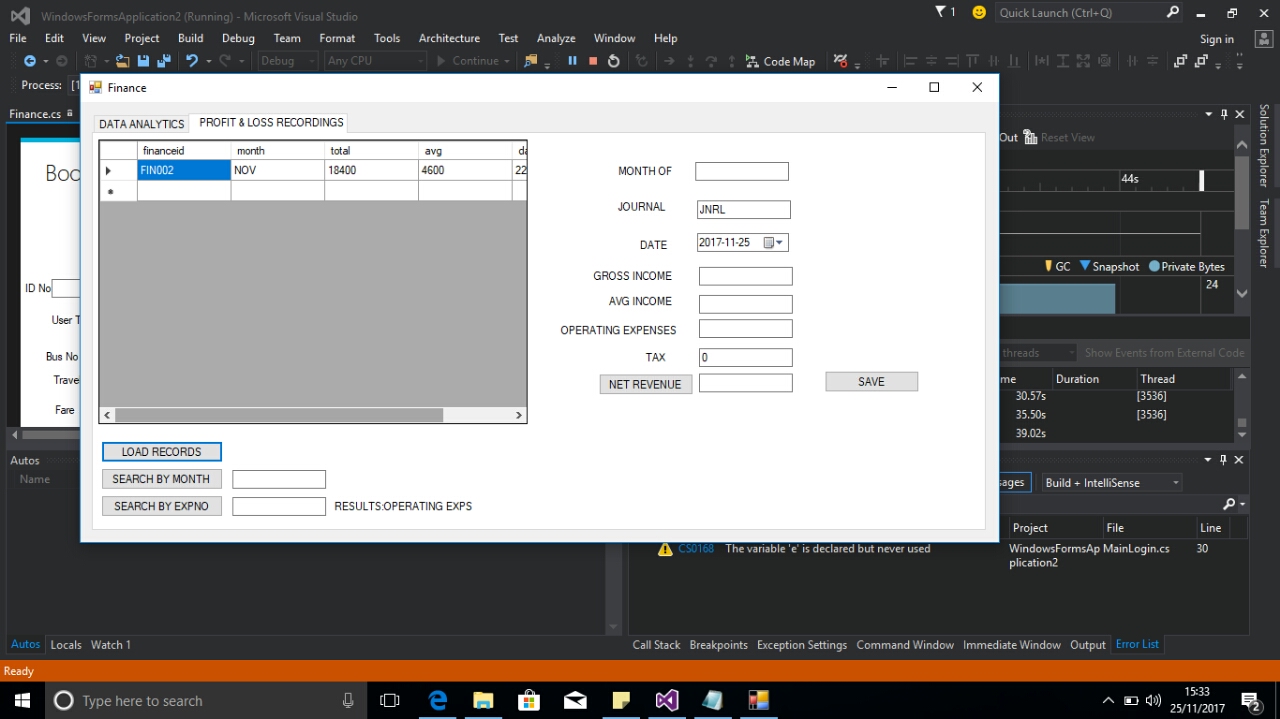 WindowsFormsApplication2 (Running) - Microsoft Visual Studio
1
Quick Launch (Ctrl+Q)
File Edit View Project Build Debug Team Format Tools Architecture Test Analyze Window Help
Sign in
Debug Any CPU Continue Code Map
Process: [1
Finance
Finance.cs
DATA ANALYTICS PROFIT & LOSS RECORDINGS
financeid month total avg da
FIN002 NOV 18400 4600 22
MONTH OF
JOURNAL JNRL
DATE 2017-11-25
GROSS INCOME
AVG INCOME
OPERATING EXPENSES
TAX 0
NET REVENUE SAVE
LOAD RECORDS
SEARCH BY MONTH
SEARCH BY EXPNO RESULTS:OPERATING EXPS
Boo
ID No
User T
Bus No
Trave
Fare
Out Reset View
44s
GC Snapshot Private Bytes
24
threads Show Events from External Code
me Duration Thread
30.57s [3536]
35.50s [3536]
39.02s
Solution Explorer
Team Explorer
Autos
Name
sages Build + IntelliSense
Project File Line
CS0168 The variable 'e' is declared but never used WindowsFormsAp MainLogin.cs 30
plication2
Autos Locals Watch 1
Call Stack Breakpoints Exception Settings Command Window Immediate Window Output Error List
Ready
Type here to search
15:33
25/11/2017
2